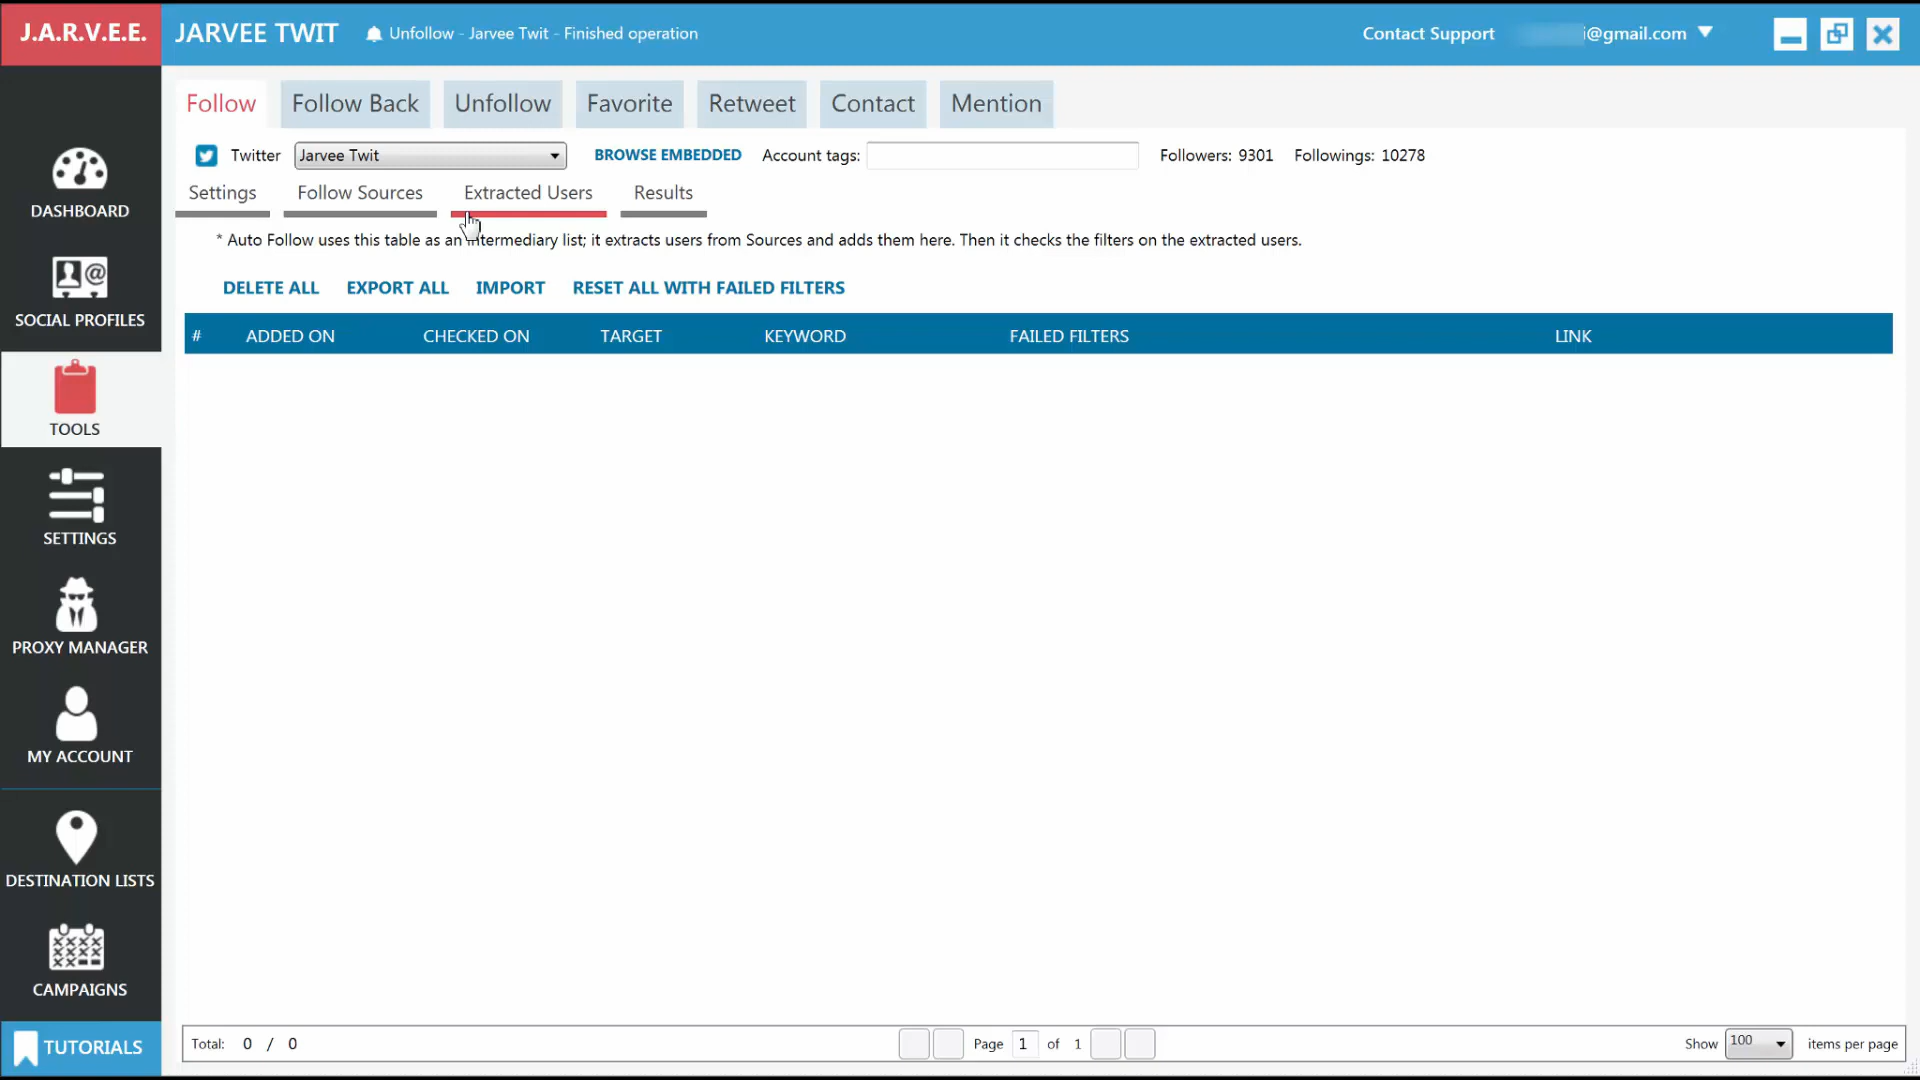 J.A.R.V.E.E.
JARVEE TWIT
Unfollow - Jarvee Twit - Finished operation
Contact Support
i@gmail.com
Follow
Follow Back
Unfollow
Favorite
Retweet
Contact
Mention
Twitter
Jarvee Twit
BROWSE EMBEDDED
Account tags:
Followers: 9301
Followings: 10278
Settings
Follow Sources
Extracted Users
Results
* Auto Follow uses this table as an intermediary list; it extracts users from Sources and adds them here. Then it checks the filters on the extracted users.
DELETE ALL
EXPORT ALL
IMPORT
RESET ALL WITH FAILED FILTERS
# ADDED ON CHECKED ON TARGET KEYWORD FAILED FILTERS LINK
DASHBOARD
SOCIAL PROFILES
TOOLS
SETTINGS
PROXY MANAGER
MY ACCOUNT
DESTINATION LISTS
CAMPAIGNS
TUTORIALS
Total: 0 / 0
Page 1 of 1
Show 100 items per page